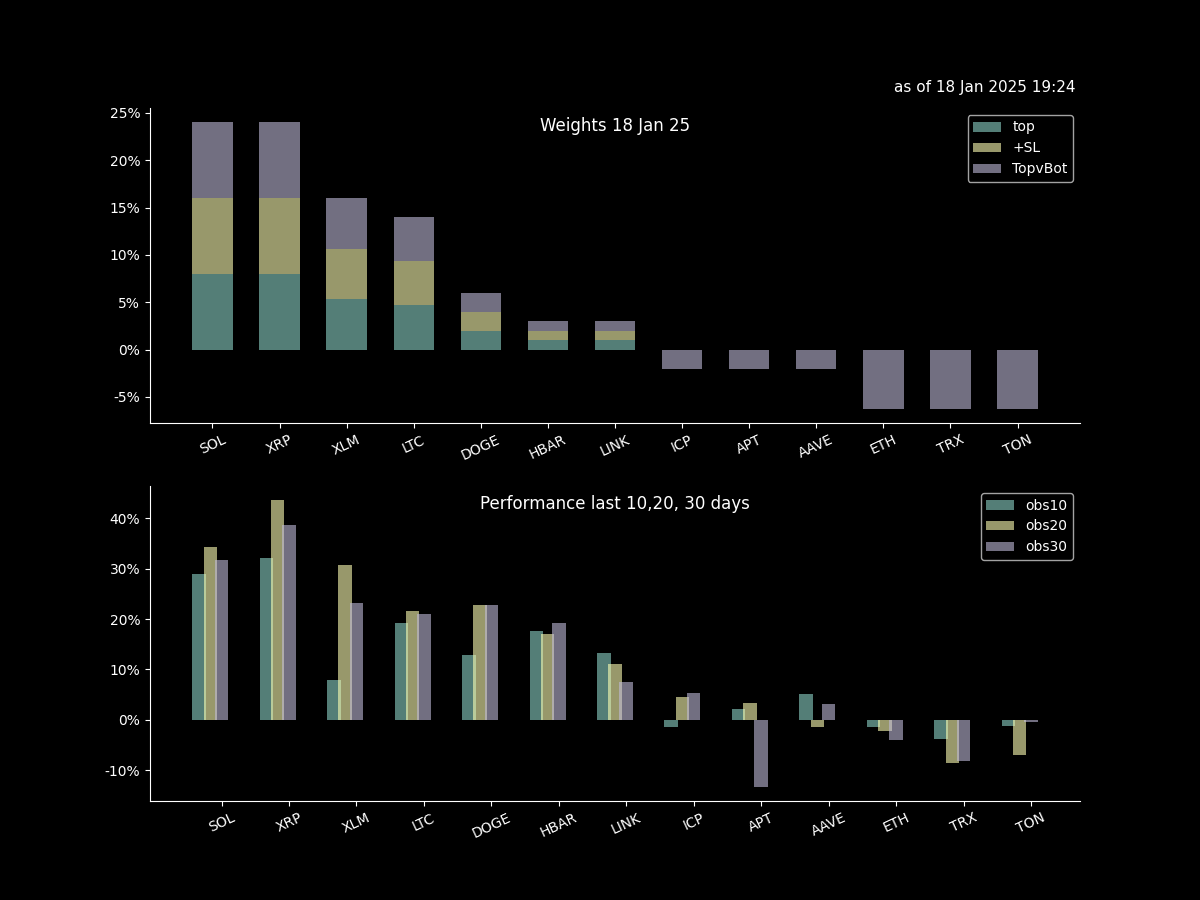 as of 18 Jan 2025 19:24
Weights 18 Jan 25
top
+SL
TopvBot
25%
20%
15%
10%
5%
0%
-5%
SOL XRP XLM LTC DOGE HBAR LINK ICP APT AAVE ETH TRX TON
Performance last 10,20, 30 days
obs10
obs20
obs30
40%
30%
20%
10%
0%
-10%
SOL XRP XLM LTC DOGE HBAR LINK ICP APT AAVE ETH TRX TON